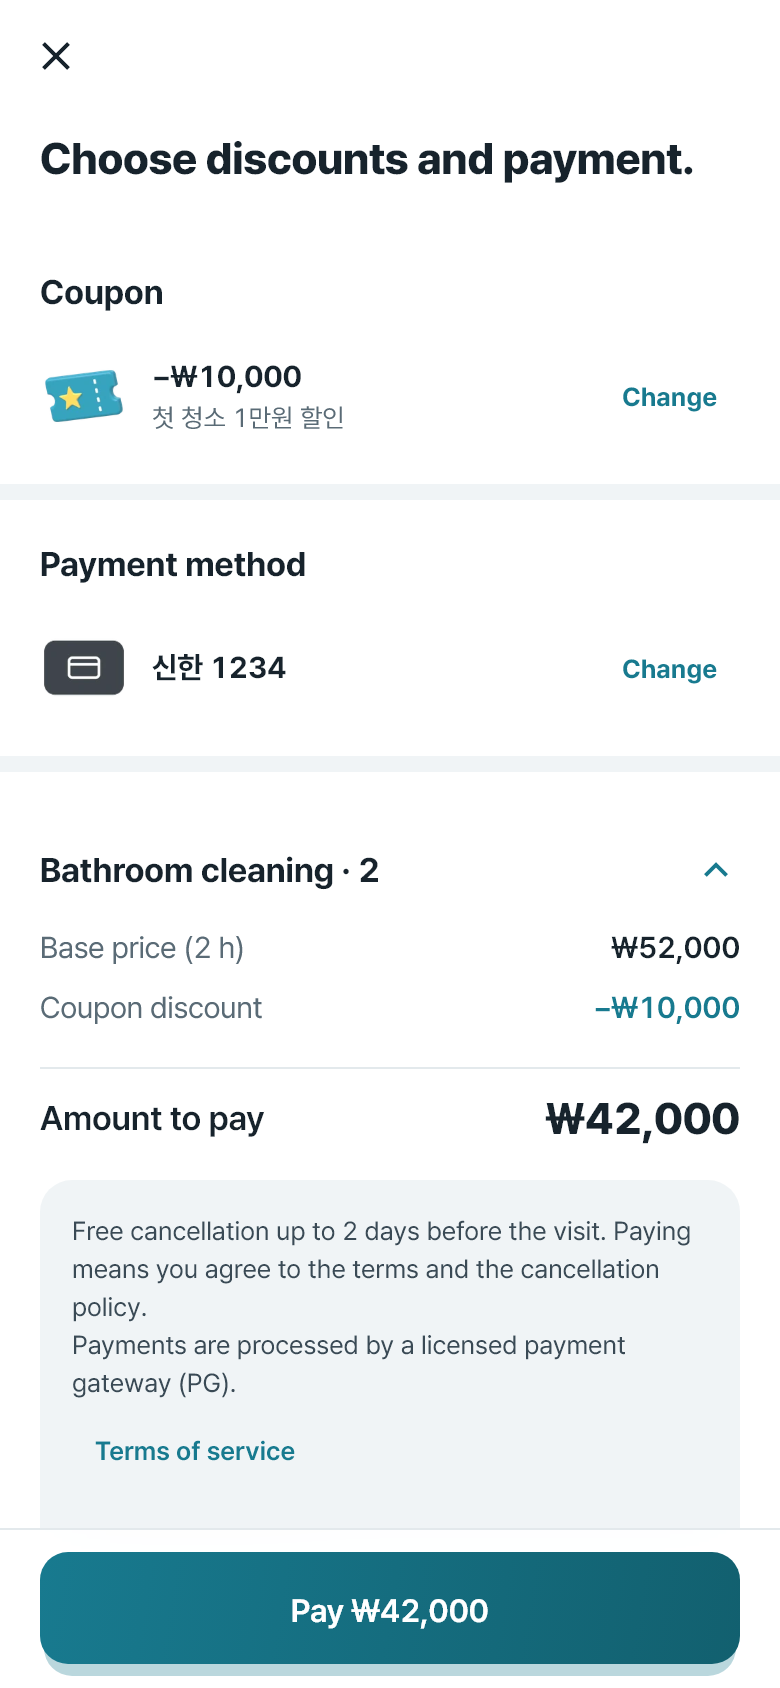 Choose discounts and payment.
Coupon
–₩10,000
첫 청소 1만원 할인
Change
Payment method
신한 1234
Change
Bathroom cleaning · 2
Base price (2 h)
₩52,000
Coupon discount
–₩10,000
Amount to pay
₩42,000
Free cancellation up to 2 days before the visit. Paying
means you agree to the terms and the cancellation
policy.
Payments are processed by a licensed payment
gateway (PG).
Terms of service
Pay ₩42,000